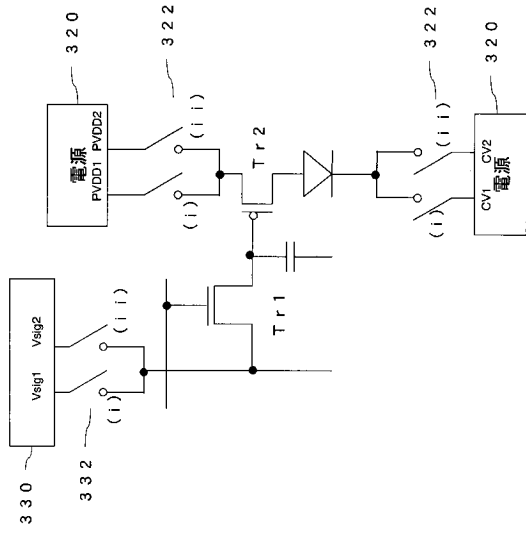 330
Vsig1 Vsig2
332
(i) (ii)
Tr1
320
電源
PVDD1 PVDD2
322
(i) (ii)
Tr2
322
(i) (ii)
CV1 CV2
電源
320